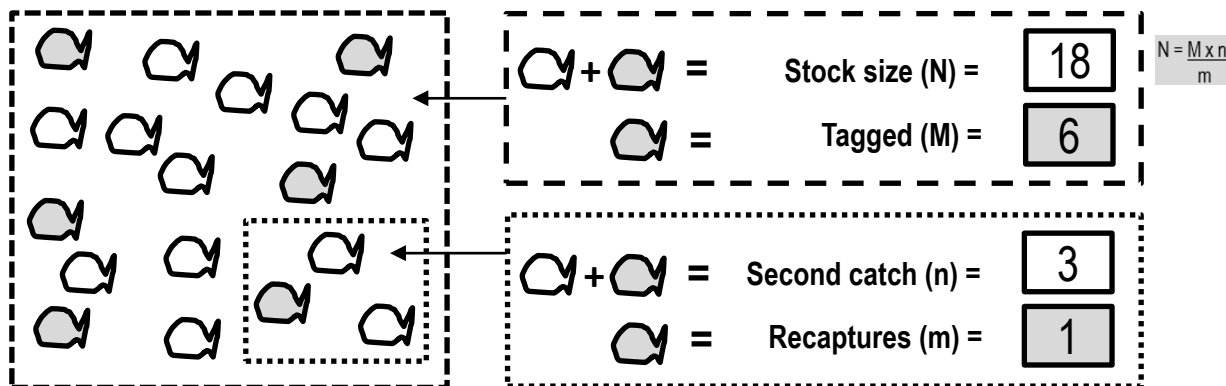 + = Stock size (N) = 18
= Tagged (M) = 6
N = M x n
m
+ = Second catch (n) = 3
= Recaptures (m) = 1